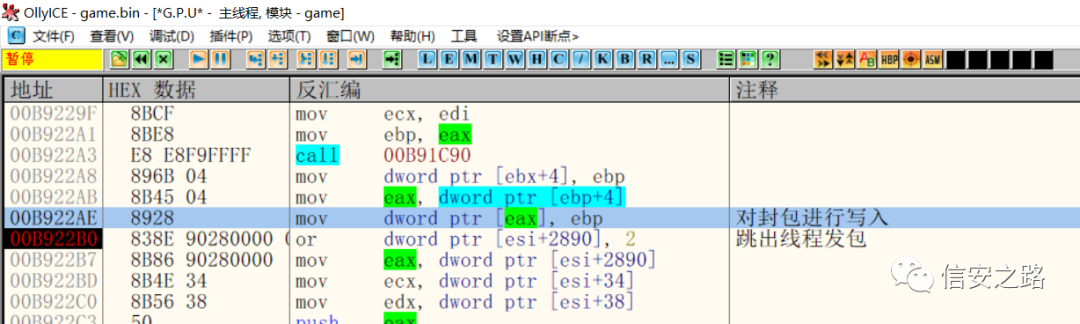 OllyICE - game.bin - [*G.P.U* - 主线程, 模块 - game]
C 文件(F) 查看(V) 调试(D) 插件(P) 选项(T) 窗口(W) 帮助(H) 工具 设置API断点>
暂停 L E M T W H C / K B R ... S ? HBP ASM
地址 HEX 数据 反汇编 注释
00B9229F 8BCF mov ecx, edi
00B922A1 8BE8 mov ebp, eax
00B922A3 E8 E8F9FFFF call 00B91C90
00B922A8 896B 04 mov dword ptr [ebx+4], ebp
00B922AB 8B45 04 mov eax, dword ptr [ebp+4]
00B922AE 8928 mov dword ptr [eax], ebp 对封包进行写入
00B922B0 838E 90280000 or dword ptr [esi+2890], 2 跳出线程发包
00B922B7 8B86 90280000 mov eax, dword ptr [esi+2890]
00B922BD 8B4E 34 mov ecx, dword ptr [esi+34]
00B922C0 8B56 38 mov edx, dword ptr [esi+38]
00B922C3 50 push eax
信安之路